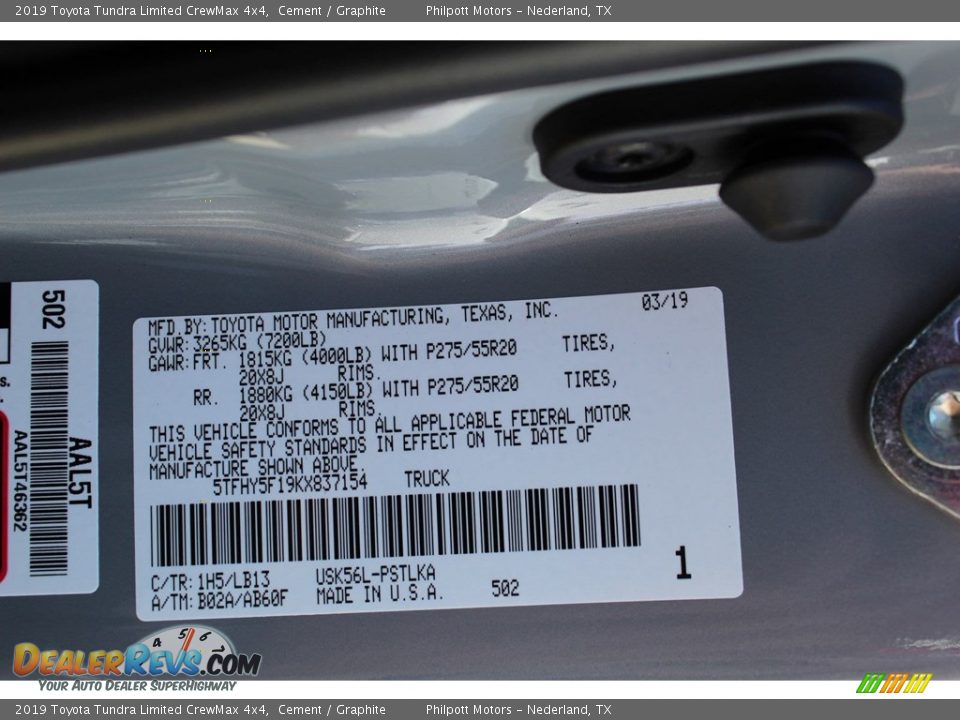 2019 Toyota Tundra Limited CrewMax 4x4, Cement / Graphite Philpott Motors - Nederland, TX
MFD.BY:TOYOTA MOTOR MANUFACTURING, TEXAS, INC. 03/19
GVWR:3265KG (7200LB)
GAWR:FRT. 1815KG (4000LB) WITH P275/55R20 TIRES,
20X8J RIMS.
RR. 1880KG (4150LB) WITH P275/55R20 TIRES,
20X8J RIMS.
THIS VEHICLE CONFORMS TO ALL APPLICABLE FEDERAL MOTOR
VEHICLE SAFETY STANDARDS IN EFFECT ON THE DATE OF
MANUFACTURE SHOWN ABOVE.
5TFHY5F19KX837154 TRUCK
C/TR:1H5/LB13 USK56L-PSTLKA
A/TM:B02A/AB60F MADE IN U.S.A. 502
1
502
AAL5T
AAL5T46362
s.
4 5 6 7
DealerRevs.com
Your Auto Dealer SuperHighway
2019 Toyota Tundra Limited CrewMax 4x4, Cement / Graphite Philpott Motors - Nederland, TX